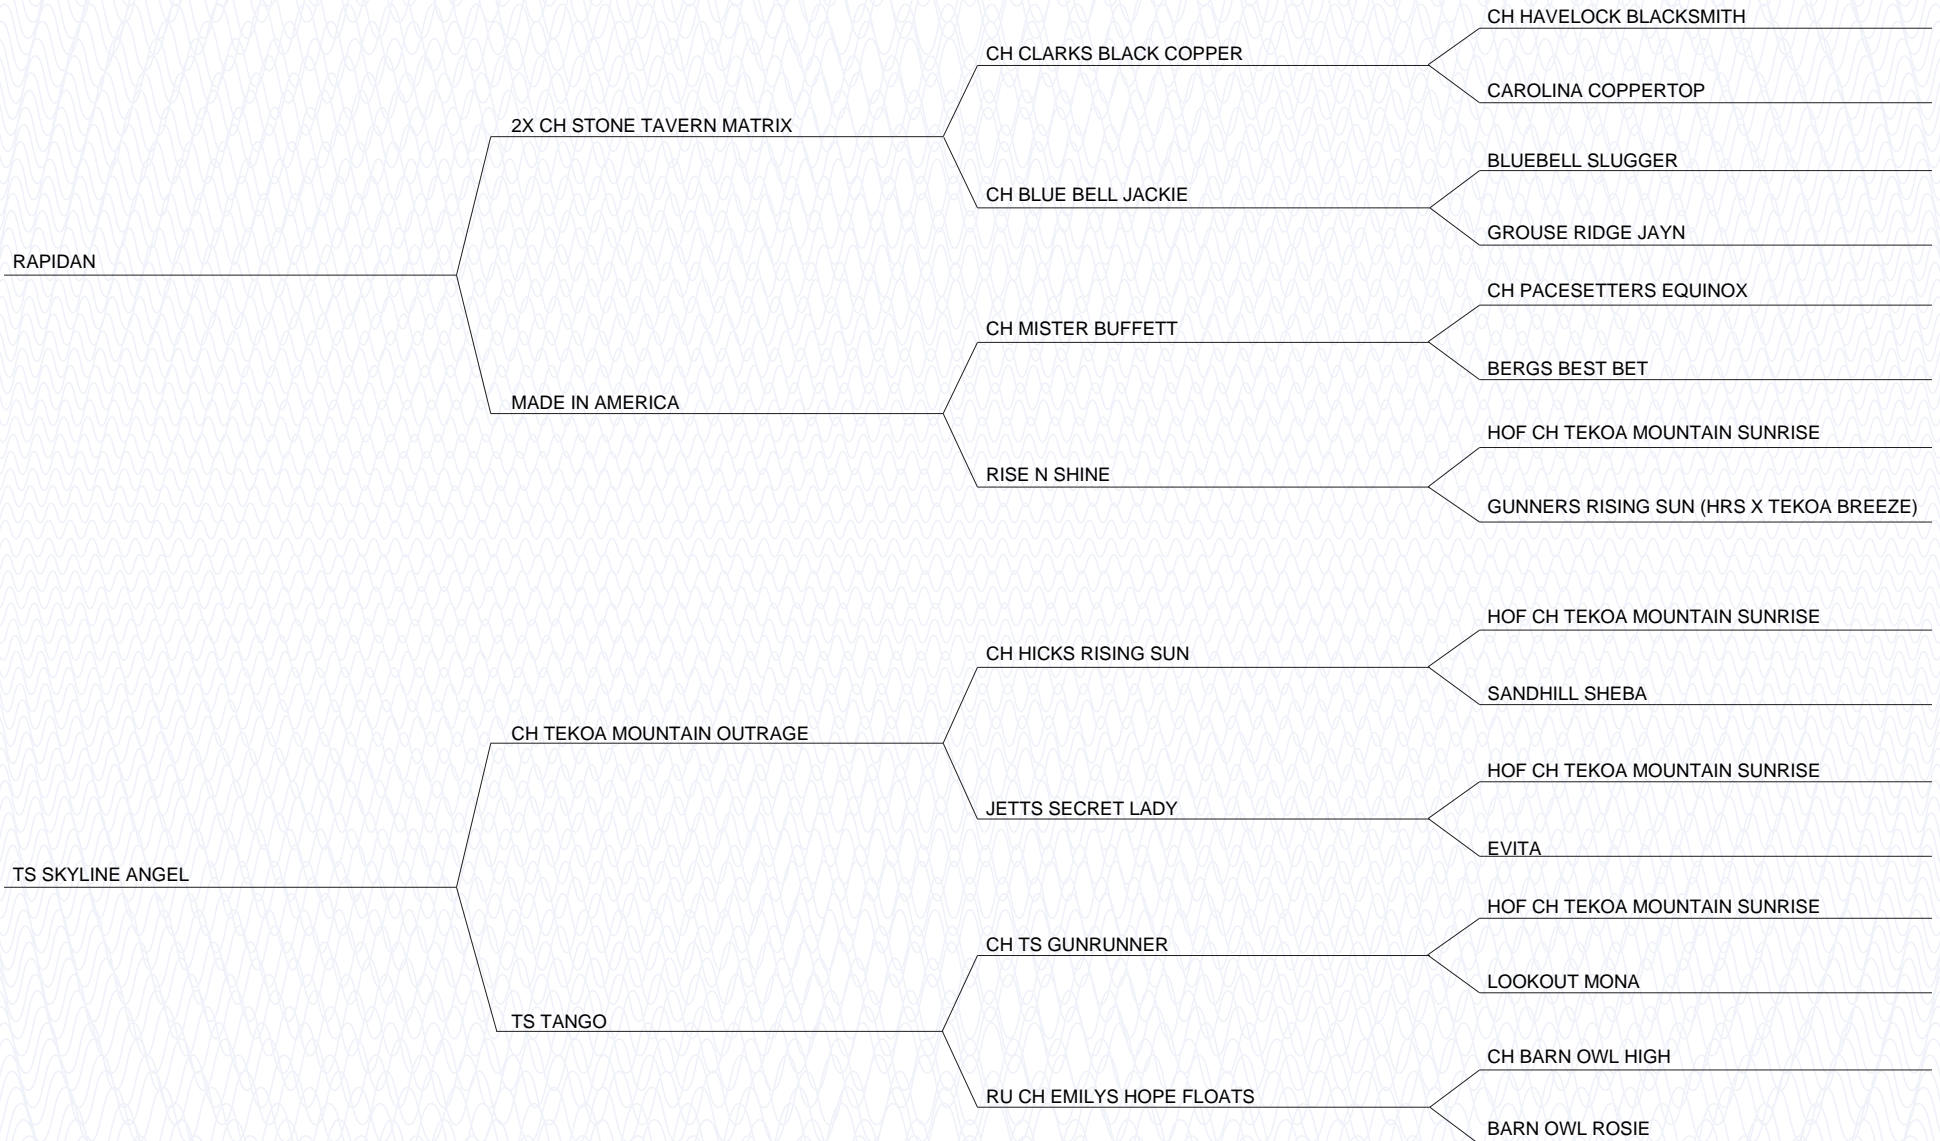 CH HAVELOCK BLACKSMITH
CH CLARKS BLACK COPPER
CAROLINA COPPERTOP
2X CH STONE TAVERN MATRIX
BLUEBELL SLUGGER
CH BLUE BELL JACKIE
GROUSE RIDGE JAYN
RAPIDAN
CH PACESETTERS EQUINOX
CH MISTER BUFFETT
BERGS BEST BET
MADE IN AMERICA
HOF CH TEKOA MOUNTAIN SUNRISE
RISE N SHINE
GUNNERS RISING SUN (HRS X TEKOA BREEZE)
HOF CH TEKOA MOUNTAIN SUNRISE
CH HICKS RISING SUN
SANDHILL SHEBA
CH TEKOA MOUNTAIN OUTRAGE
HOF CH TEKOA MOUNTAIN SUNRISE
JETTS SECRET LADY
EVITA
TS SKYLINE ANGEL
HOF CH TEKOA MOUNTAIN SUNRISE
CH TS GUNRUNNER
LOOKOUT MONA
TS TANGO
CH BARN OWL HIGH
RU CH EMILYS HOPE FLOATS
BARN OWL ROSIE